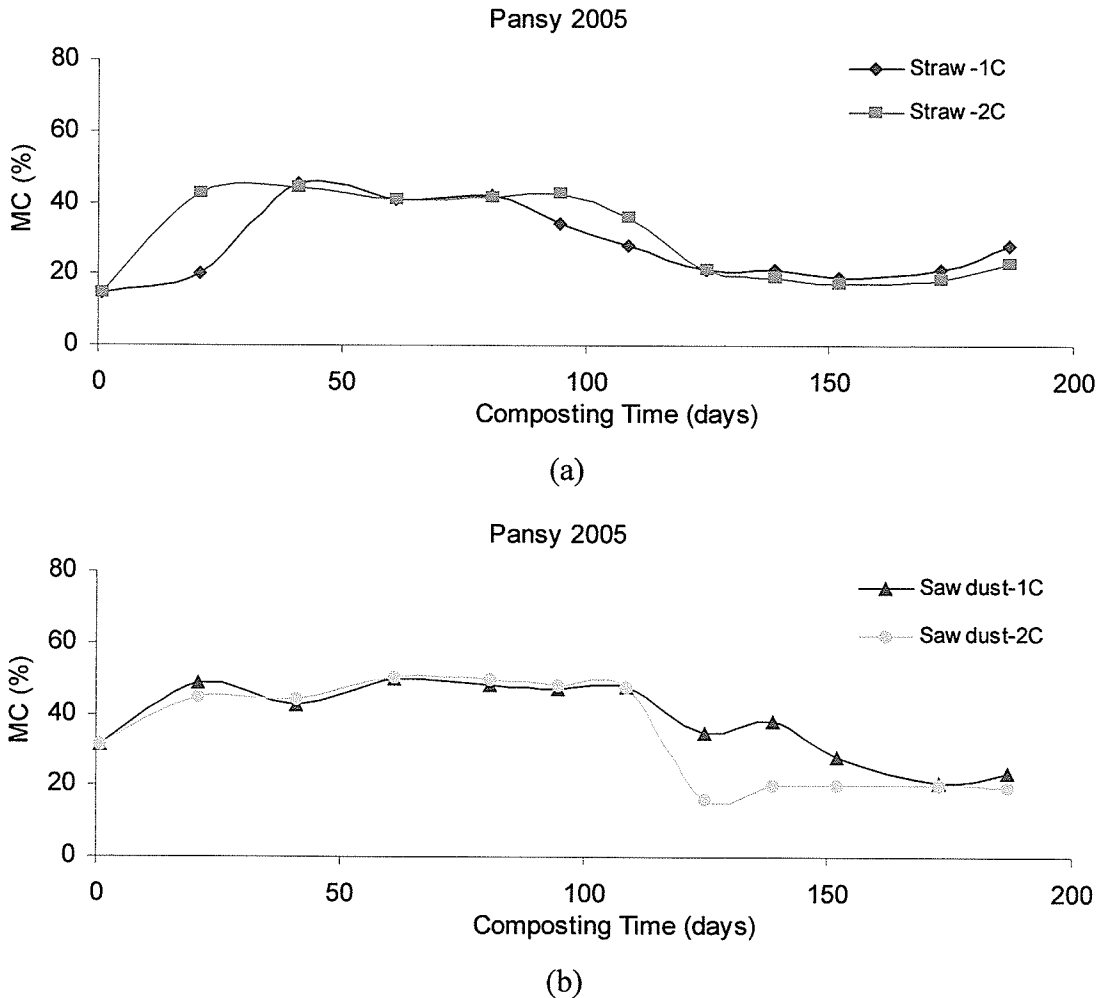 Pansy 2005
80
60
40
20
0
MC (%)
Straw -1C
Straw -2C
0 50 100 150 200
Composting Time (days)
(a)
Pansy 2005
80
60
40
20
0
MC (%)
Saw dust-1C
Saw dust-2C
0 50 100 150 200
Composting Time (days)
(b)